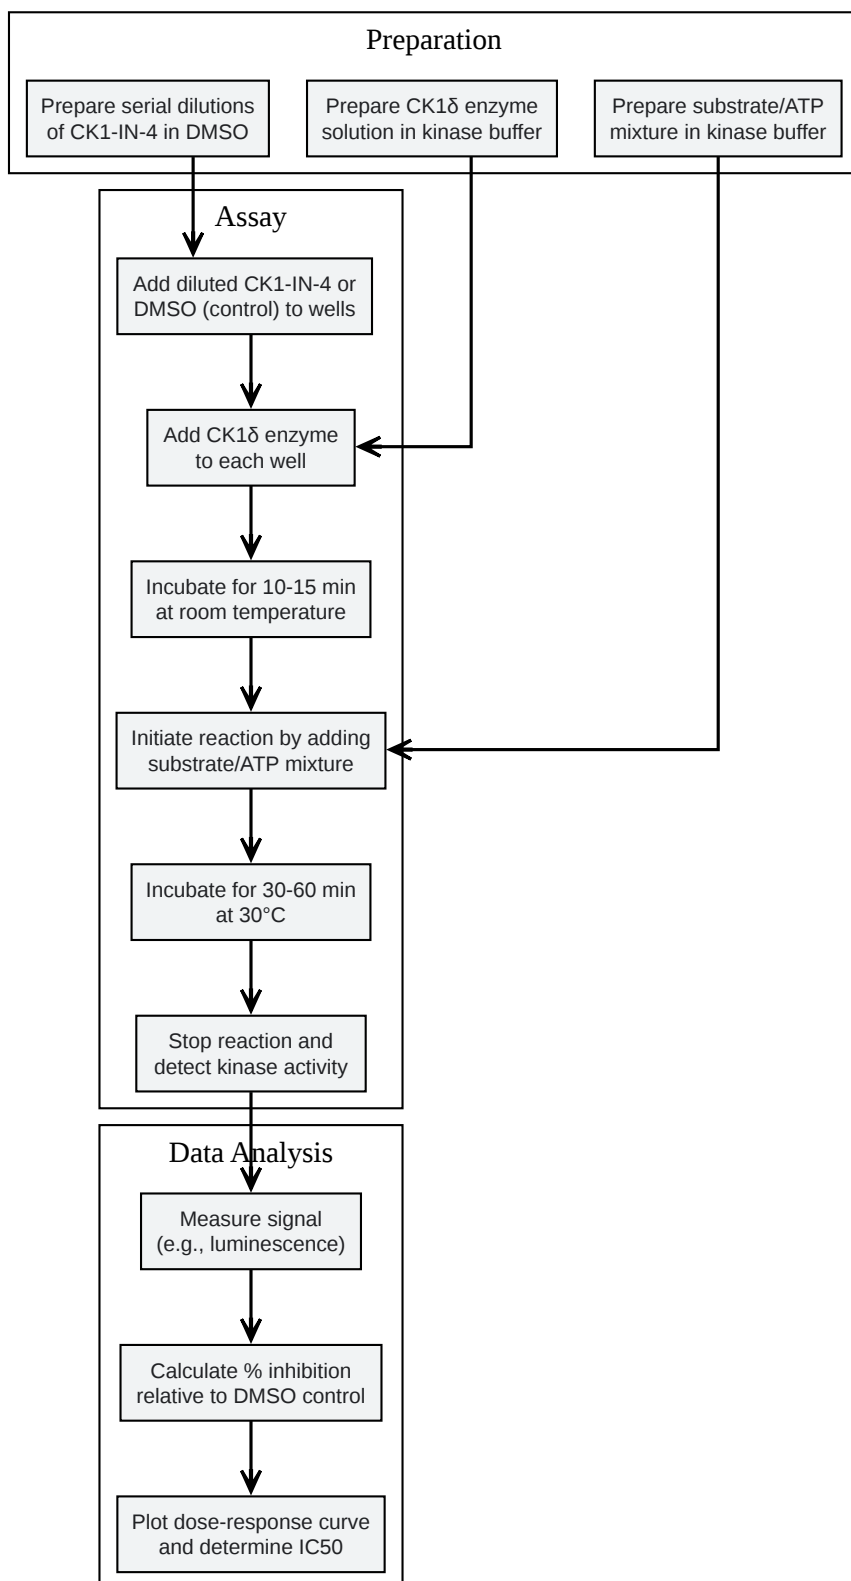 Preparation
Prepare serial dilutions
of CK1-IN-4 in DMSO
Prepare CK1δ enzyme
solution in kinase buffer
Prepare substrate/ATP
mixture in kinase buffer
Assay
Add diluted CK1-IN-4 or
DMSO (control) to wells
Add CK1δ enzyme
to each well
Incubate for 10-15 min
at room temperature
Initiate reaction by adding
substrate/ATP mixture
Incubate for 30-60 min
at 30°C
Stop reaction and
detect kinase activity
Data Analysis
Measure signal
(e.g., luminescence)
Calculate % inhibition
relative to DMSO control
Plot dose-response curve
and determine IC50